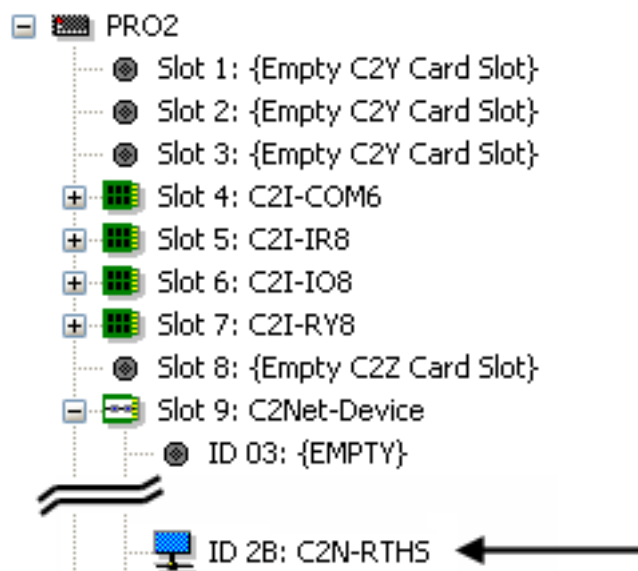 PRO2
Slot 1: {Empty C2Y Card Slot}
Slot 2: {Empty C2Y Card Slot}
Slot 3: {Empty C2Y Card Slot}
Slot 4: C2I-COM6
Slot 5: C2I-IR8
Slot 6: C2I-IO8
Slot 7: C2I-RY8
Slot 8: {Empty C2Z Card Slot}
Slot 9: C2Net-Device
ID 03: {EMPTY}
ID 2B: C2N-RTHS